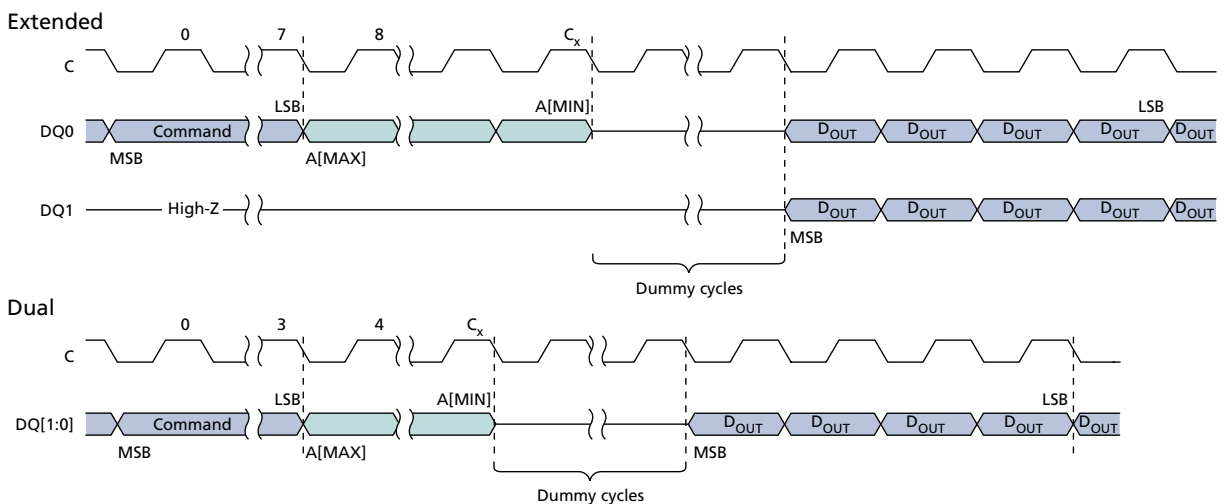 Extended
0 7 8 Cx
C
LSB A[MIN] LSB
DQ0 Command DOUT DOUT DOUT DOUT DOUT
MSB A[MAX]
DQ1 High-Z DOUT DOUT DOUT DOUT DOUT
MSB
Dummy cycles
Dual
0 3 4 Cx
C
LSB A[MIN] LSB
DQ[1:0] Command DOUT DOUT DOUT DOUT DOUT
MSB A[MAX] MSB
Dummy cycles